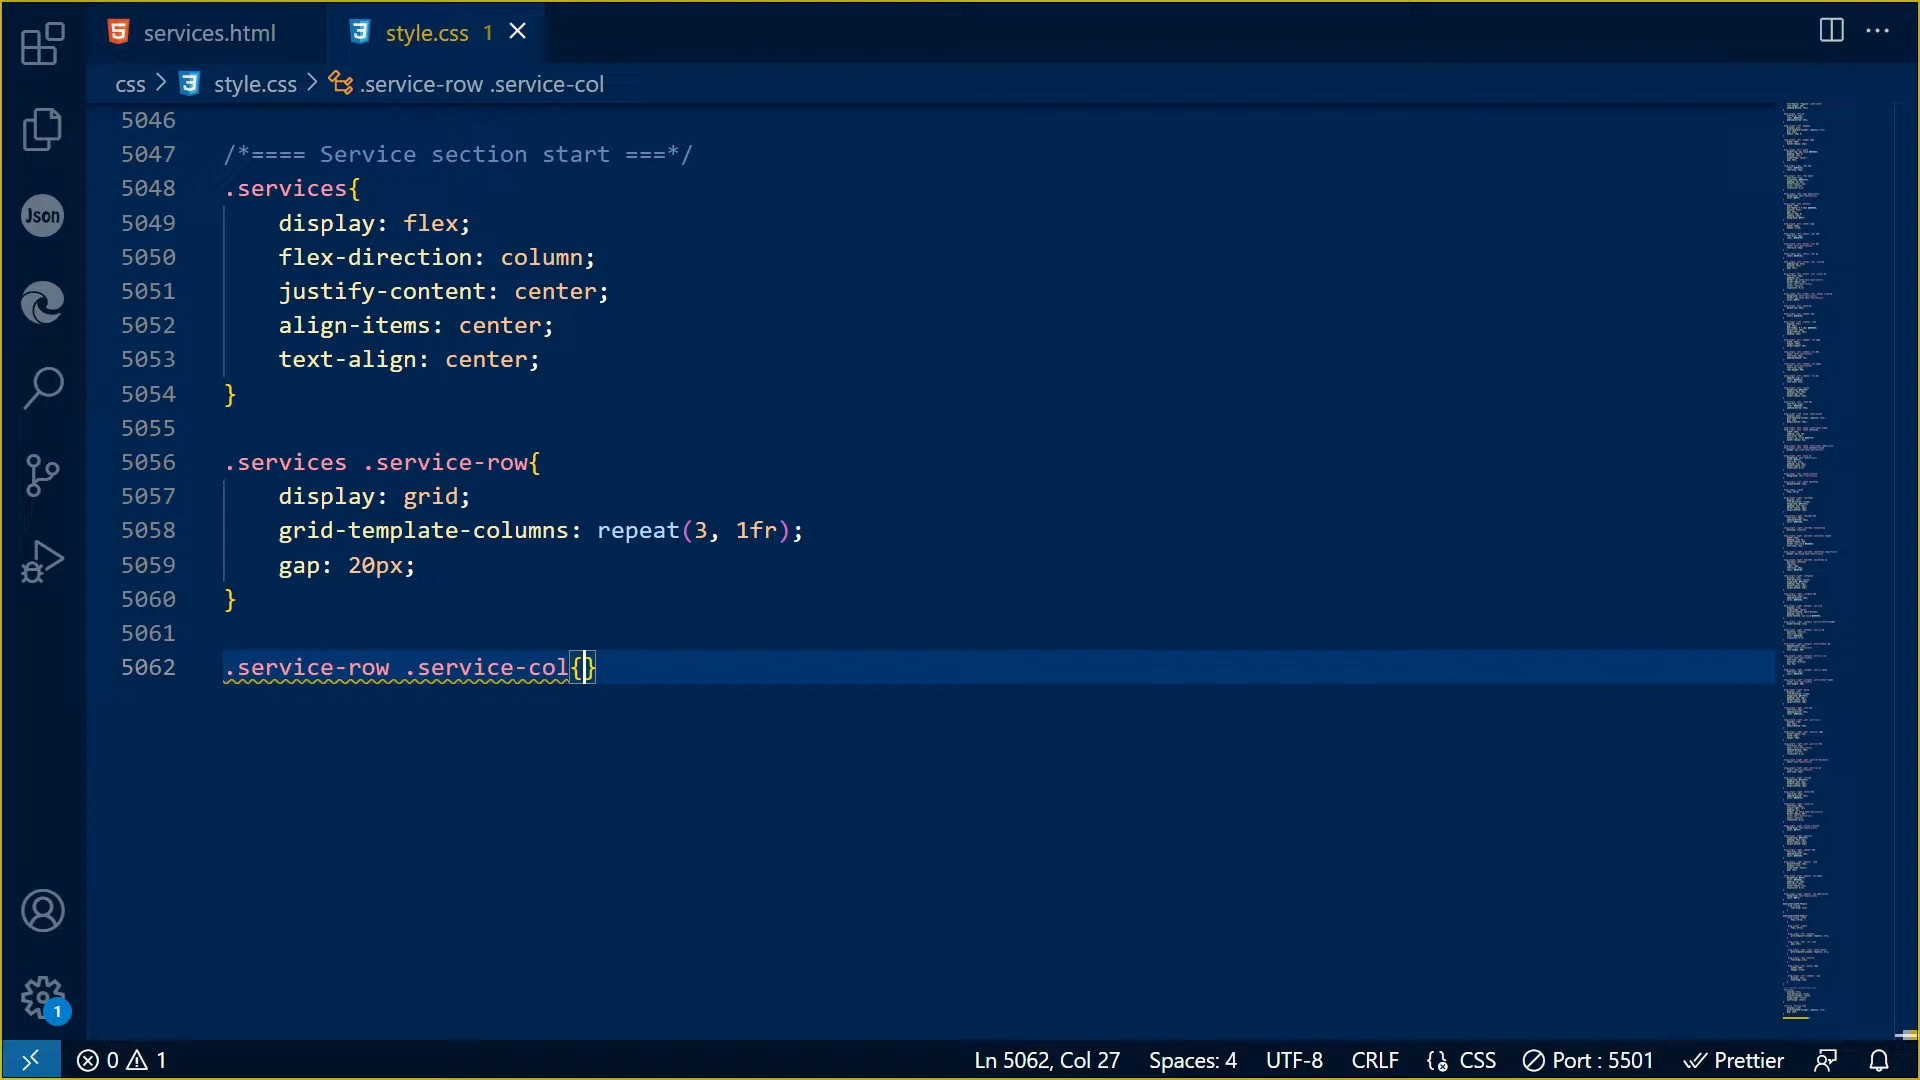 services.html
style.css 1
css > style.css > .service-row .service-col
5046
5047 /*==== Service section start ===*/
5048 .services{
5049 display: flex;
5050 flex-direction: column;
5051 justify-content: center;
5052 align-items: center;
5053 text-align: center;
5054 }
5055
5056 .services .service-row{
5057 display: grid;
5058 grid-template-columns: repeat(3, 1fr);
5059 gap: 20px;
5060 }
5061
5062 .service-row .service-col{}
Json
1
0 1
Ln 5062, Col 27 Spaces: 4 UTF-8 CRLF CSS Port : 5501 Prettier